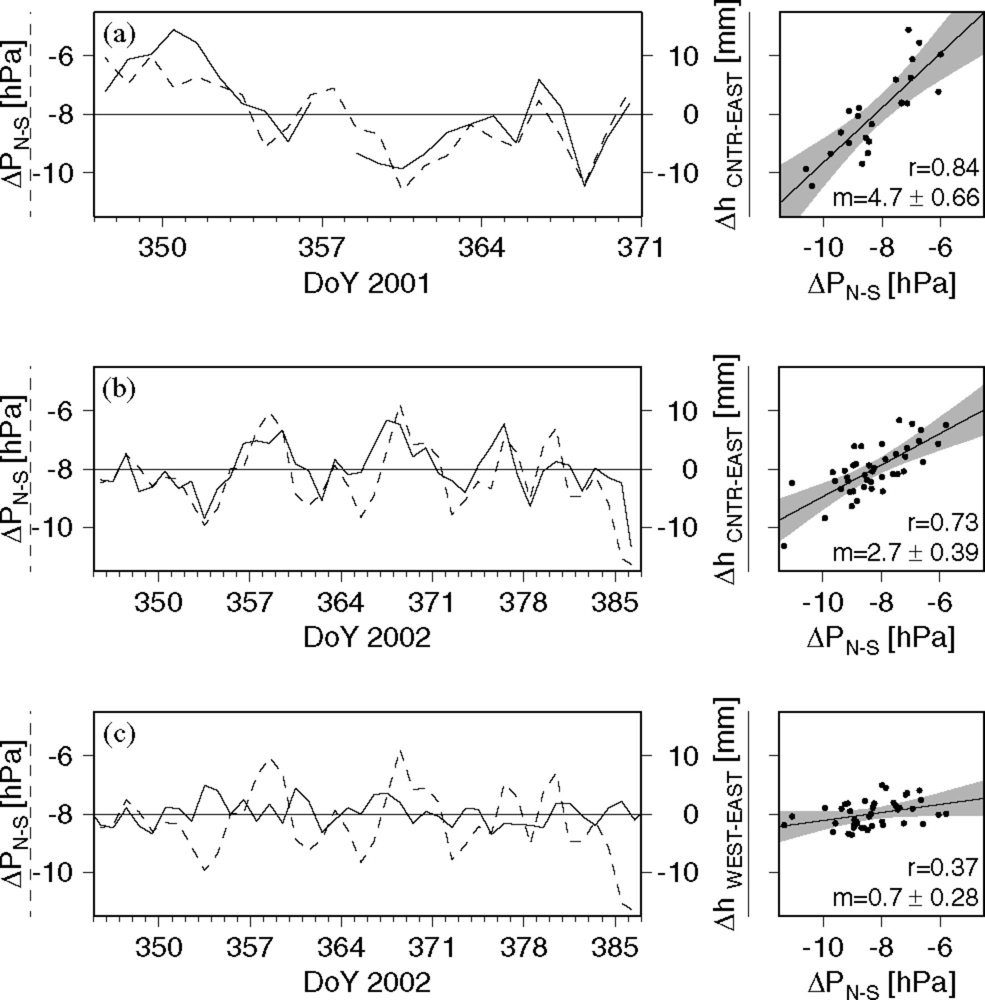 (a)
ΔP N-S [hPa]
-6
-8
-10
10
0
-10
350 357 364 371
DoY 2001
Δh CNTR-EAST [mm]
r=0.84
m=4.7 ± 0.66
-10 -8 -6
ΔP N-S [hPa]
(b)
ΔP N-S [hPa]
-6
-8
-10
10
0
-10
350 357 364 371 378 385
DoY 2002
Δh CNTR-EAST [mm]
r=0.73
m=2.7 ± 0.39
-10 -8 -6
ΔP N-S [hPa]
(c)
ΔP N-S [hPa]
-6
-8
-10
10
0
-10
350 357 364 371 378 385
DoY 2002
Δh WEST-EAST [mm]
r=0.37
m=0.7 ± 0.28
-10 -8 -6
ΔP N-S [hPa]